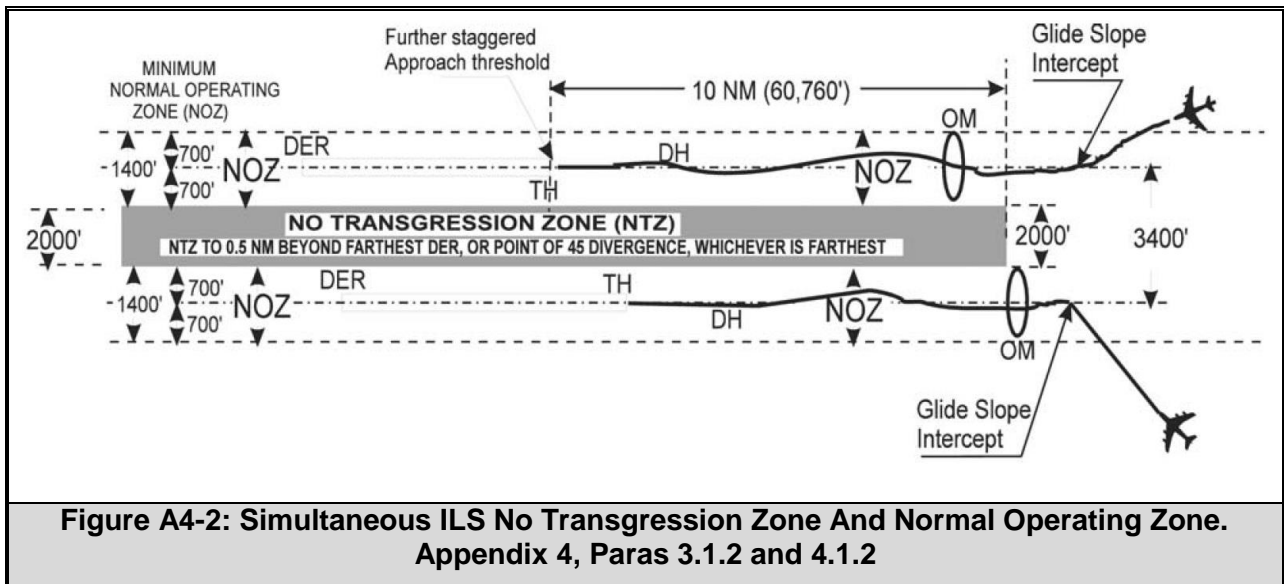 Further staggered
Approach threshold
Glide Slope
Intercept
MINIMUM
NORMAL OPERATING
ZONE (NOZ)
10 NM (60,760')
OM
700'
DER
DH
1400'
NOZ
NOZ
700'
TH
NO TRANSGRESSION ZONE (NTZ)
2000'
2000'
3400'
NTZ TO 0.5 NM BEYOND FARTHEST DER, OR POINT OF 45 DIVERGENCE, WHICHEVER IS FARTHEST
DER
TH
700'
1400'
NOZ
NOZ
700'
DH
OM
Glide Slope
Intercept
Figure A4-2: Simultaneous ILS No Transgression Zone And Normal Operating Zone.
Appendix 4, Paras 3.1.2 and 4.1.2